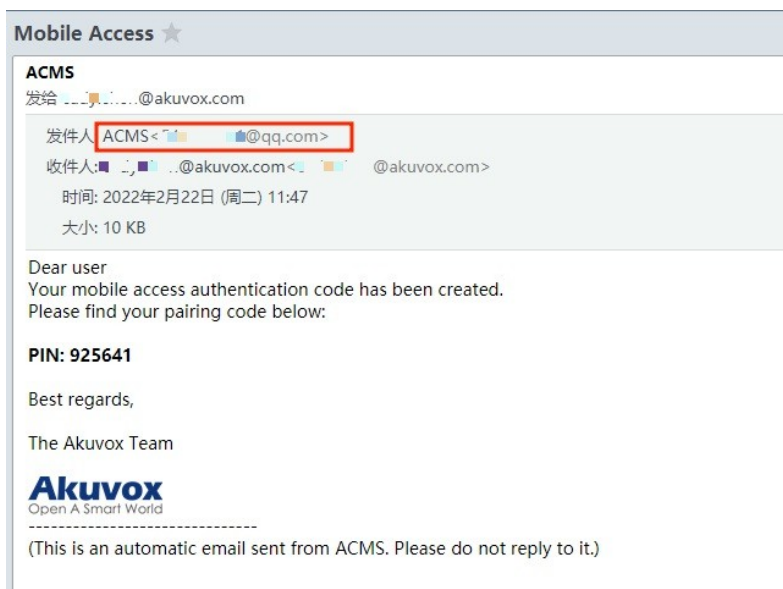 Mobile Access
ACMS
发给 @akuvox.com
发件人 ACMS< @qq.com>
收件人: @akuvox.com< @akuvox.com>
时间: 2022年2月22日 (周二) 11:47
大小: 10 KB
Dear user
Your mobile access authentication code has been created.
Please find your pairing code below:
PIN: 925641
Best regards,
The Akuvox Team
Akuvox
Open A Smart World
-------------------------------
(This is an automatic email sent from ACMS. Please do not reply to it.)